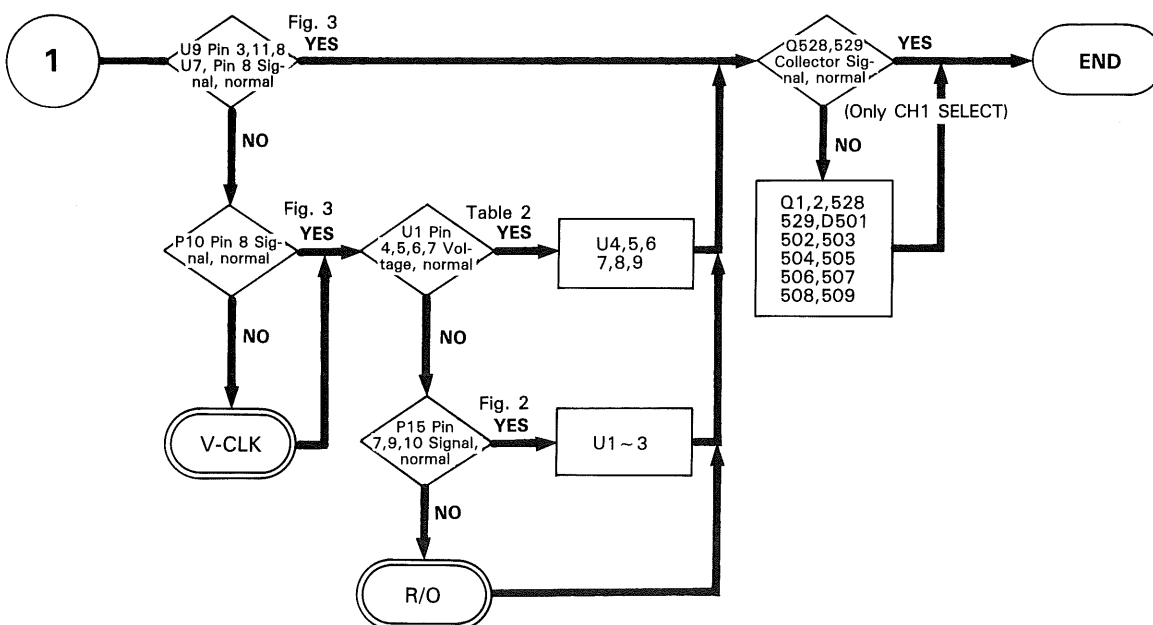 1
U9 Pin 3,11,8
U7, Pin 8 Sig-
nal, normal
Fig. 3
YES
NO
Q528,529
Collector Sig-
nal, normal
YES
END
(Only CH1 SELECT)
NO
Q1,2,528
529,D501
502,503
504,505
506,507
508,509
P10 Pin 8 Sig-
nal, normal
Fig. 3
YES
NO
U1 Pin
4,5,6,7 Vol-
tage, normal
Table 2
YES
NO
U4,5,6
7,8,9
V-CLK
P15 Pin
7,9,10 Signal,
normal
Fig. 2
YES
NO
U1~3
R/O